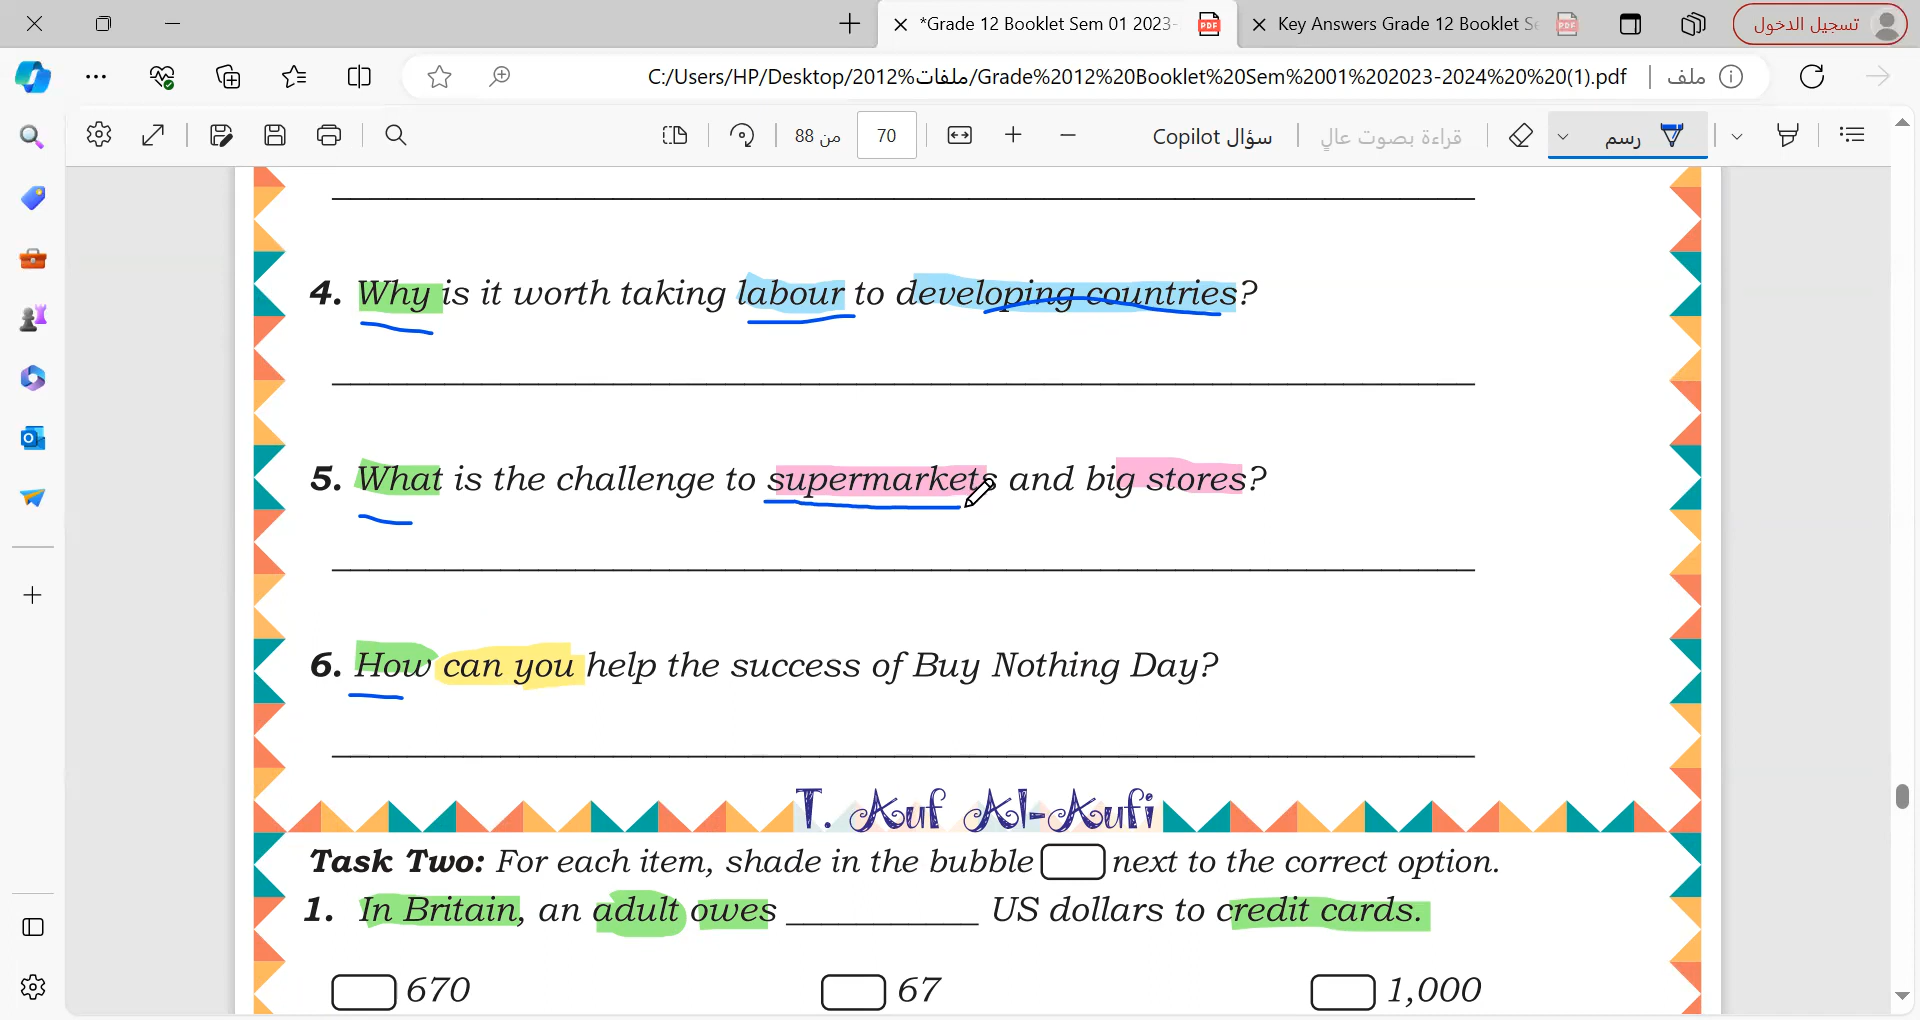 *Grade 12 Booklet Sem 01 2023-
Key Answers Grade 12 Booklet
تسجيل الدخول
C:/Users/HP/Desktop/2012%ملفات/Grade%2012%20Booklet%20Sem%2001%202023-2024%20%20(1).pdf
ملف
88 من
70
سؤال Copilot
قراءة بصوت عالٍ
رسم
4. Why is it worth taking labour to developing countries?
5. What is the challenge to supermarkets and big stores?
6. How can you help the success of Buy Nothing Day?
T. Auf Al-Aufi
Task Two: For each item, shade in the bubble next to the correct option.
1. In Britain, an adult owes __________ US dollars to credit cards.
670
67
1,000